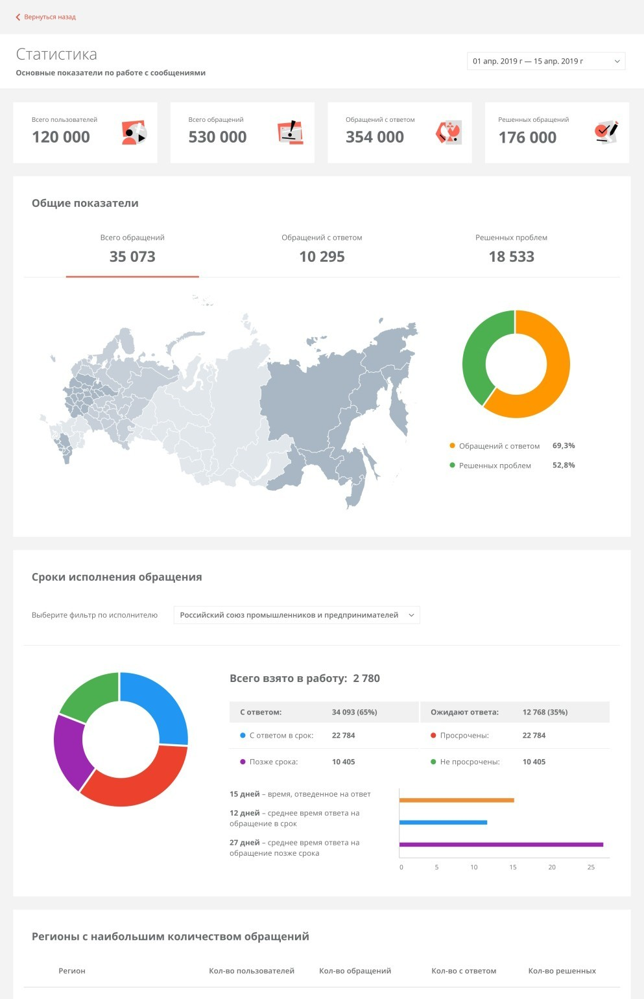 Вернуться назад
Статистика
Основные показатели по работе с сообщениями
01 апр. 2019 г — 15 апр. 2019 г
Всего пользователей
120 000
Всего обращений
530 000
Обращений с ответом
354 000
Решенных обращений
176 000
Общие показатели
Всего обращений
35 073
Обращений с ответом
10 295
Решенных проблем
18 533
Обращений с ответом 69,3%
Решенных проблем 52,8%
Сроки исполнения обращения
Выберите фильтр по исполнителю
Российский союз промышленников и предпринимателей
Всего взято в работу: 2 780
С ответом: 34 093 (65%)
Ожидают ответа: 12 768 (35%)
С ответом в срок: 22 784
Просрочены: 22 784
Позже срока: 10 405
Не просрочены: 10 405
15 дней – время, отведенное на ответ
12 дней – среднее время ответа на
обращение в срок
27 дней – среднее время ответа на
обращение позже срока
0 5 10 15 20 25
Регионы с наибольшим количеством обращений
Регион Кол-во пользователей Кол-во обращений Кол-во с ответом Кол-во решенных